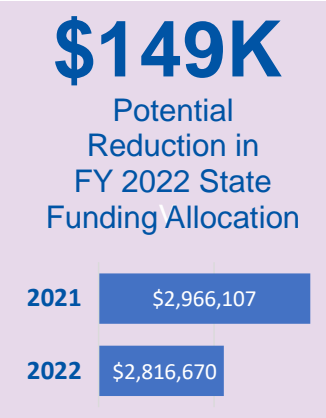 $149K
Potential
Reduction in
FY 2022 State
Funding Allocation
2021 $2,966,107
2022 $2,816,670